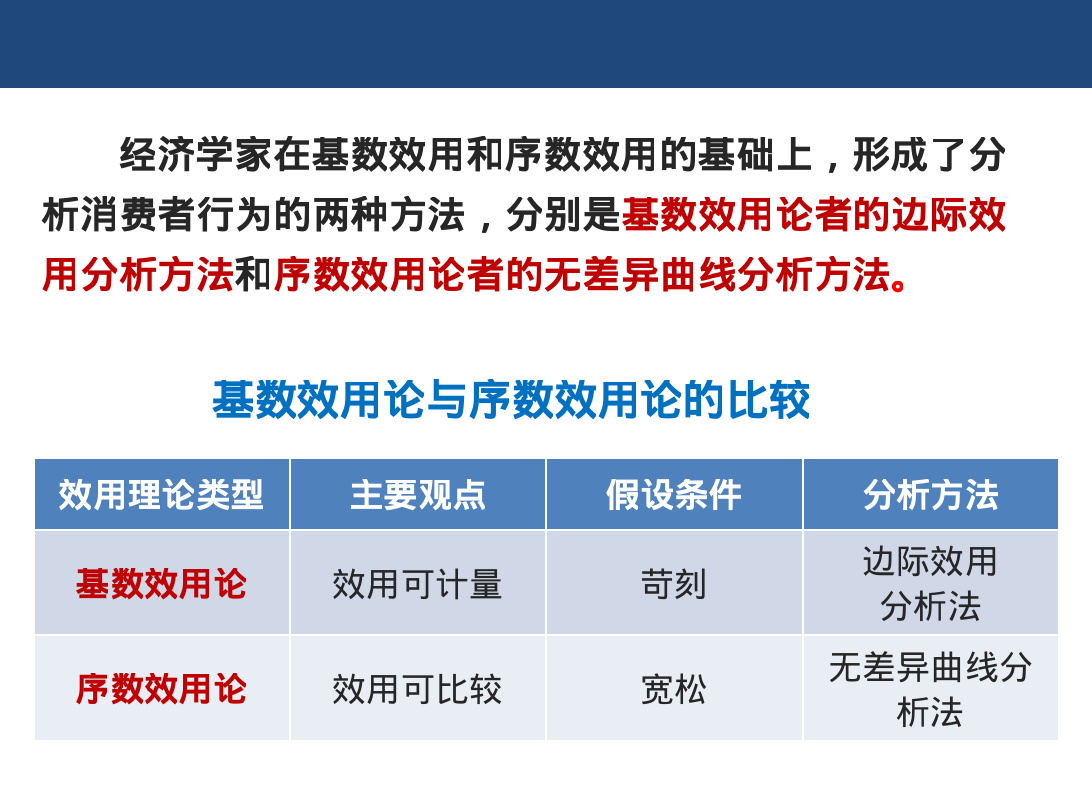 经济学家在基数效用和序数效用的基础上，形成了分
析消费者行为的两种方法，分别是基数效用论者的边际效
用分析方法和序数效用论者的无差异曲线分析方法。
基数效用论与序数效用论的比较
效用理论类型 主要观点 假设条件 分析方法
基数效用论 效用可计量 苛刻 边际效用
分析法
序数效用论 效用可比较 宽松 无差异曲线分
析法